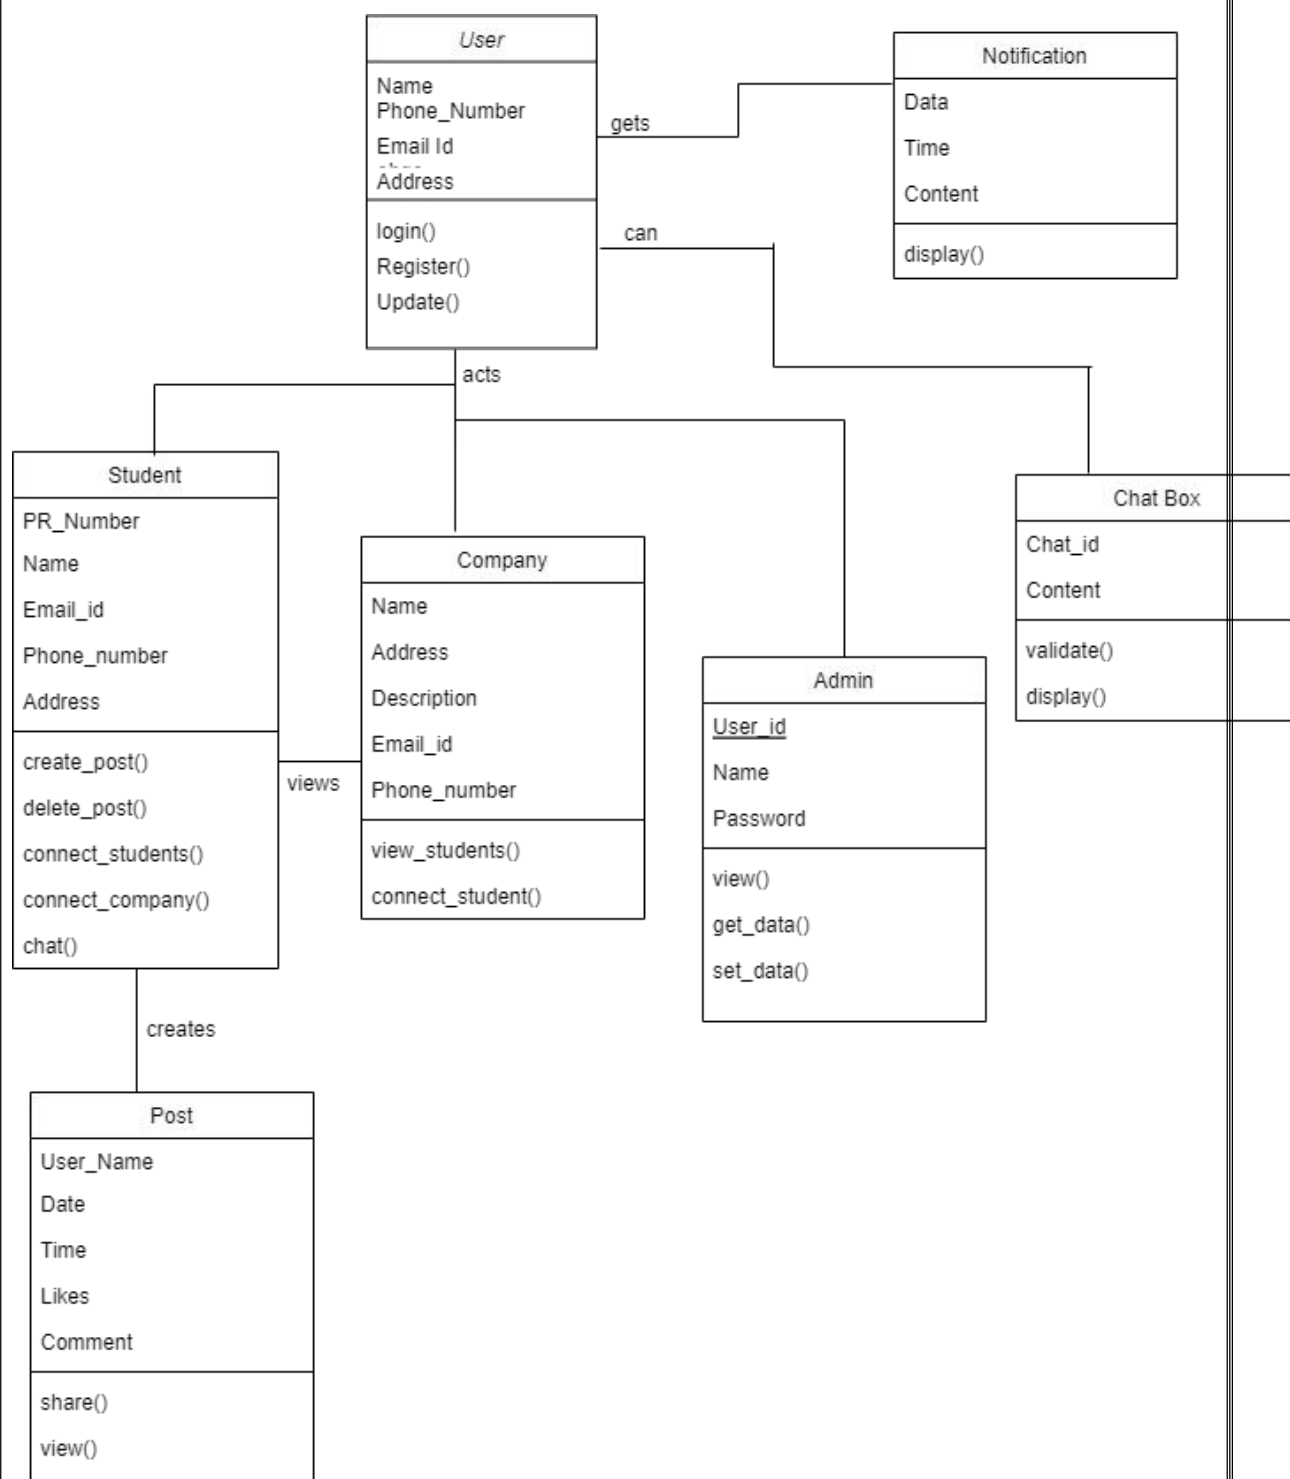 User
Name
Phone_Number
Email Id
Address
login()
Register()
Update()
gets
Notification
Data
Time
Content
display()
can
acts
Student
PR_Number
Name
Email_id
Phone_number
Address
create_post()
delete_post()
connect_students()
connect_company()
chat()
views
Company
Name
Address
Description
Email_id
Phone_number
view_students()
connect_student()
Admin
User_id
Name
Password
view()
get_data()
set_data()
Chat Box
Chat_id
Content
validate()
display()
creates
Post
User_Name
Date
Time
Likes
Comment
share()
view()